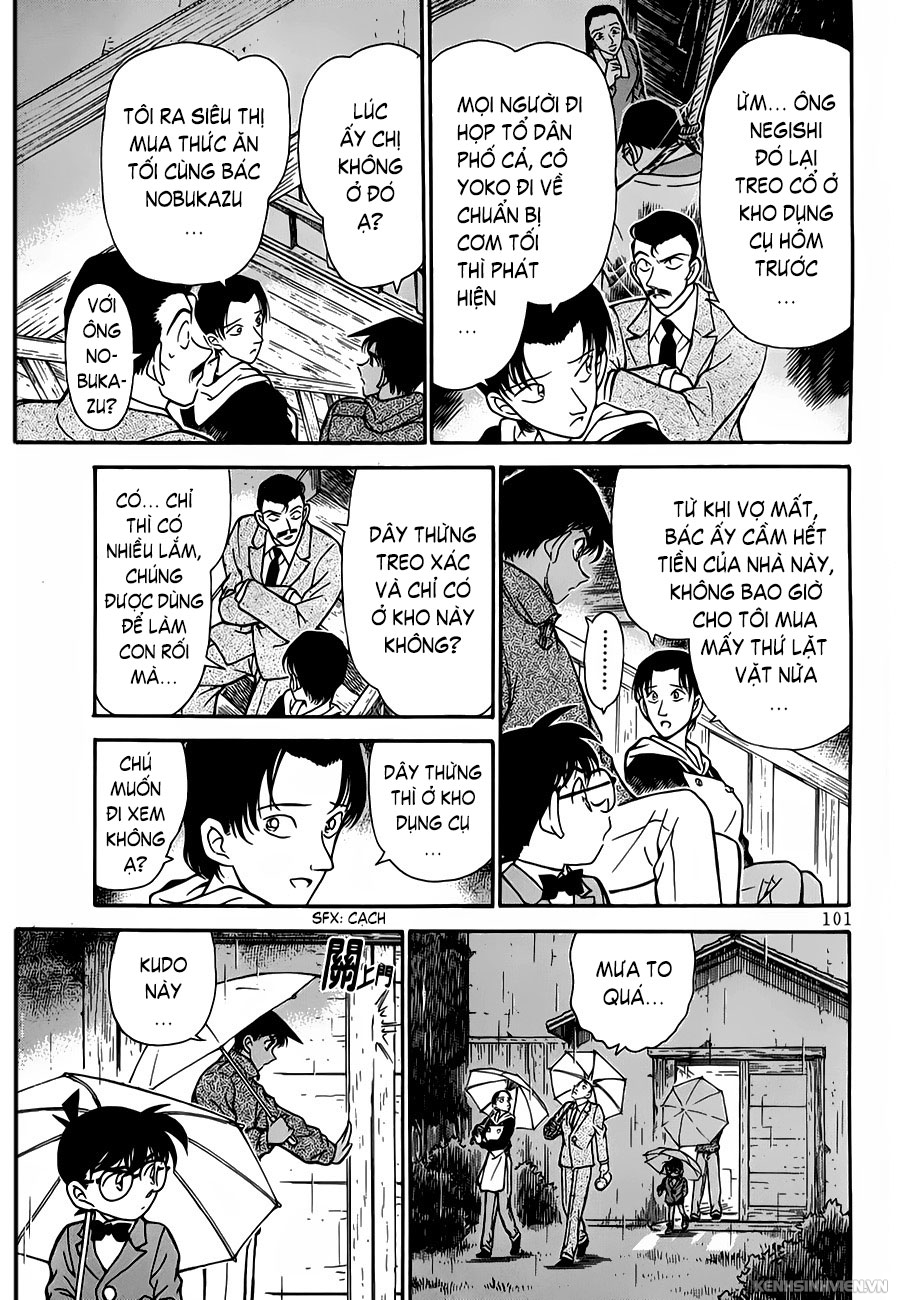 ỪM... ÔNG
NEGISHI
ĐÓ LẠI
TREO CỔ Ở
KHO DỤNG
CỤ HÔM
TRƯỚC
...
MỌI NGƯỜI ĐI
HỌP TỔ DÂN
PHỐ CẢ, CÔ
YOKO ĐI VỀ
CHUẨN BỊ
CƠM TỐI
THÌ PHÁT
HIỆN
...
LÚC
ẤY CHỊ
KHÔNG
Ở ĐÓ
Ạ?
TÔI RA SIÊU THỊ
MUA THỨC ĂN
TỐI CÙNG BÁC
NOBUKAZU
...
VỚI
ÔNG
NO-
BUKA-
ZU?
TỪ KHI VỢ MẤT,
BÁC ẤY CẦM HẾT
TIỀN CỦA NHÀ NÀY,
KHÔNG BAO GIỜ
CHO TÔI MUA
MẤY THỨ LẶT
VẶT NỮA
...
........
DÂY THỪNG
TREO XÁC
VÀ CHỈ CÓ
Ở KHO NÀY
KHÔNG?
CÓ... CHỈ
THÌ CÓ
NHIỀU LẮM,
CHÚNG
ĐƯỢC DÙNG
ĐỂ LÀM
CON RỐI
MÀ...
DÂY THỪNG
THÌ Ở KHO
DỤNG CỤ
...
CHÚ
MUỐN
ĐI XEM
KHÔNG
Ạ?
SFX: CẠCH
101
MƯA TO
QUÁ...
關上門
KUDO
NÀY
...
KENHSINHVIEN.VN